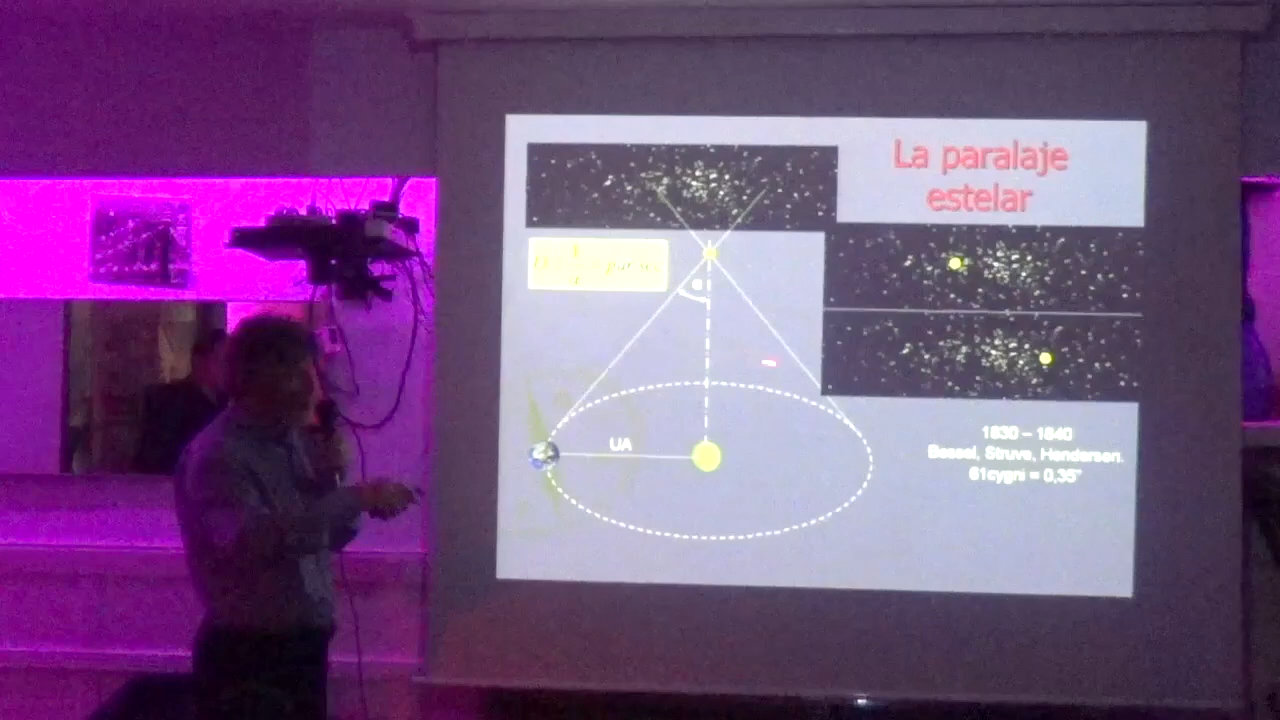 La paralaje
estelar
α
UA
1830 – 1840
Bessel, Struve, Henderson.
61cygni = 0,35"